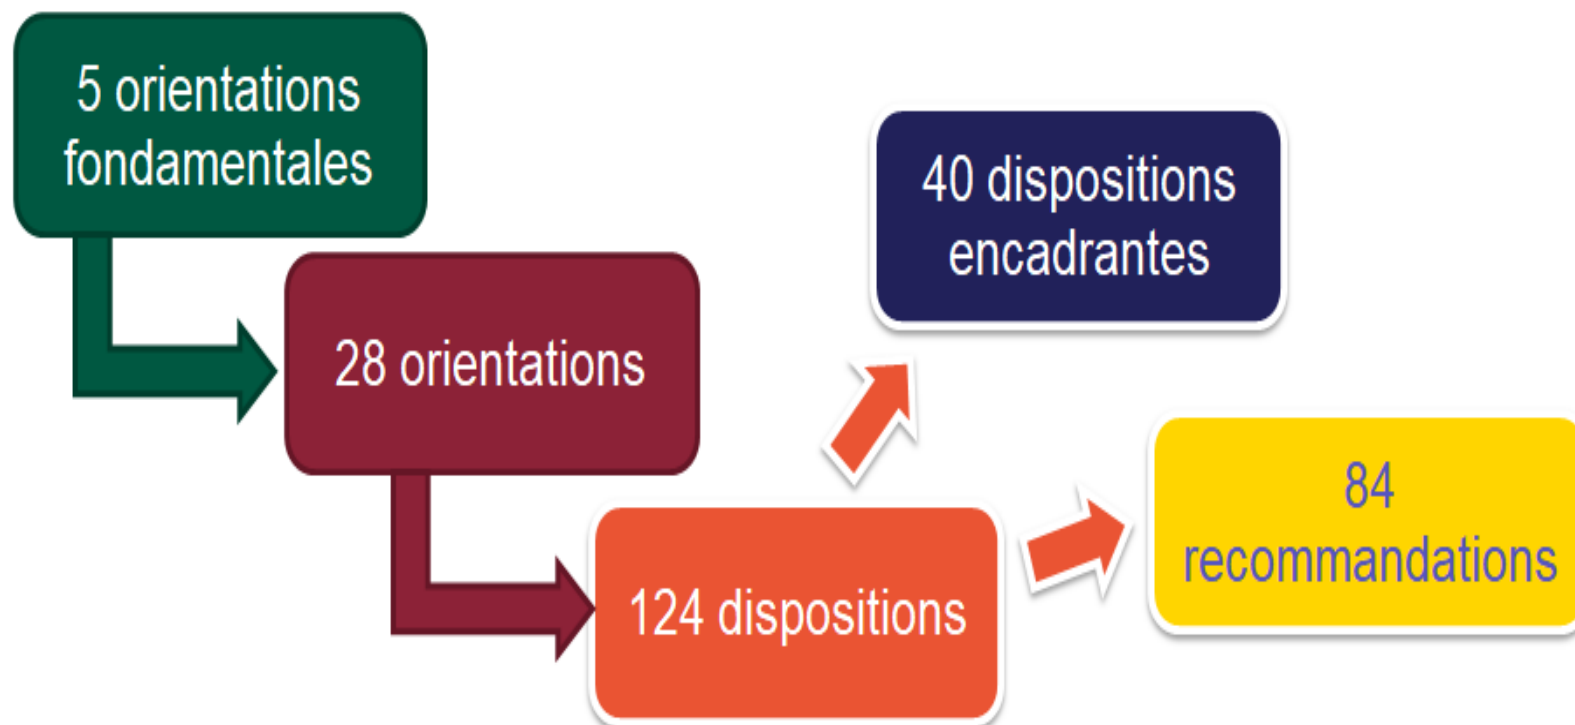 5 orientations
fondamentales
40 dispositions
encadrantes
28 orientations
84
recommandations
124 dispositions